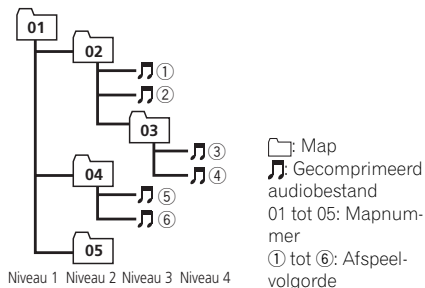 01
02
①
②
03
③
④
04
⑤
⑥
05
Niveau 1 Niveau 2 Niveau 3 Niveau 4
: Map
: Gecomprimeerd
audiobestand
01 tot 05: Mapnum-
mer
① tot ⑥: Afspeel-
volgorde